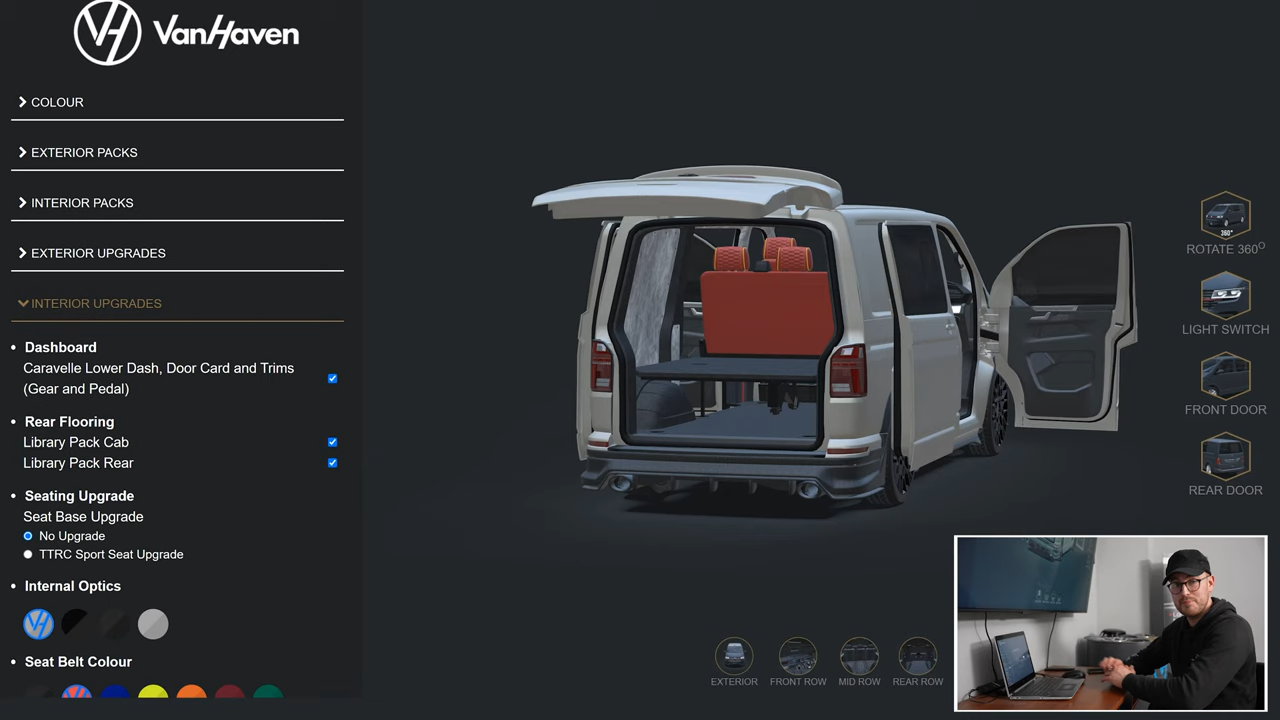 VanHaven
COLOUR
EXTERIOR PACKS
INTERIOR PACKS
EXTERIOR UPGRADES
INTERIOR UPGRADES
Dashboard
Caravelle Lower Dash, Door Card and Trims
(Gear and Pedal)
Rear Flooring
Library Pack Cab
Library Pack Rear
Seating Upgrade
Seat Base Upgrade
No Upgrade
TTRC Sport Seat Upgrade
Internal Optics
Seat Belt Colour
360°
ROTATE 360O
LIGHT SWITCH
FRONT DOOR
REAR DOOR
EXTERIOR
FRONT ROW
MID ROW
REAR ROW